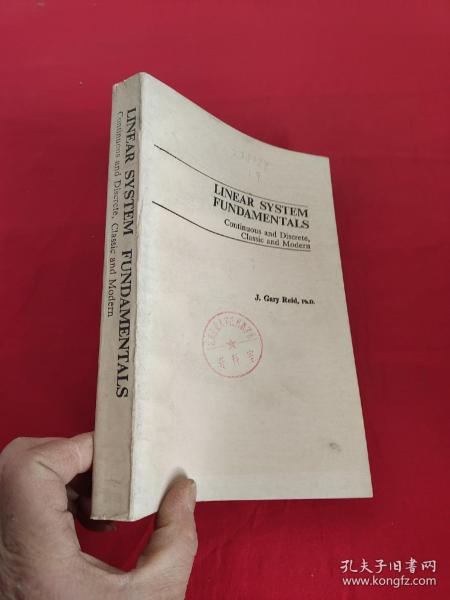 LINEAR SYSTEM FUNDAMENTALS
Continuous and Discrete, Classic and Modern
LINEAR SYSTEM
FUNDAMENTALS
Continuous and Discrete,
Classic and Modern
J. Gary Reid, Ph.D.
孔夫子旧书网
www.kongfz.com